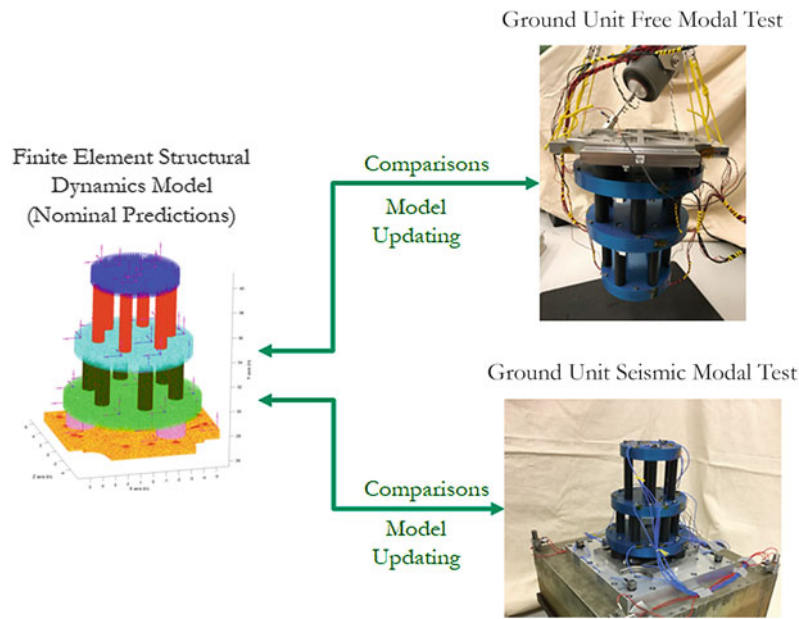 Ground Unit Free Modal Test
Finite Element Structural
Dynamics Model
(Nominal Predictions)
Comparisons
Model
Updating
Ground Unit Seismic Modal Test
Comparisons
Model
Updating